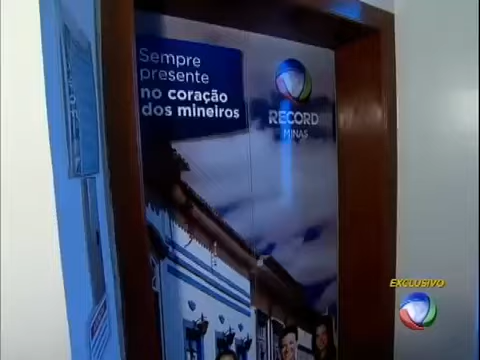 Sempre
presente
no coração
dos mineiros
RECORD
MINAS
EXCLUSIVO